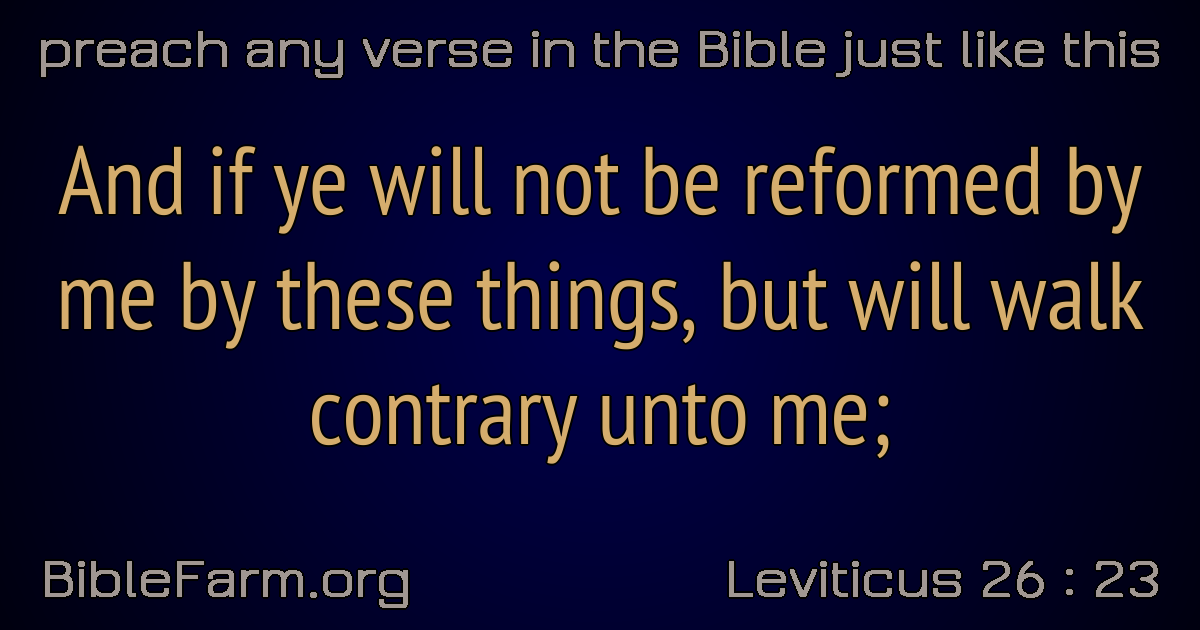 preach any verse in the Bible just like this
And if ye will not be reformed by
me by these things, but will walk
contrary unto me;
BibleFarm.org
Leviticus 26 : 23